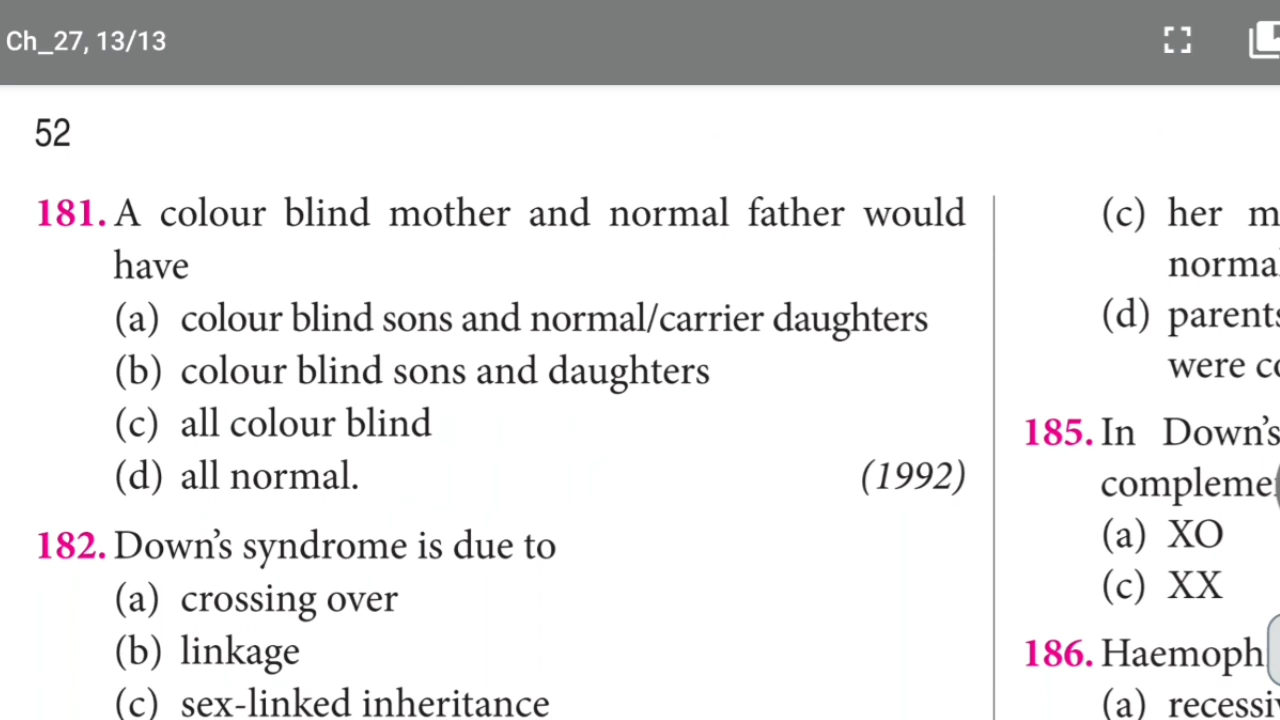 Ch_27, 13/13
52
181. A colour blind mother and normal father would
have
(a) colour blind sons and normal/carrier daughters
(b) colour blind sons and daughters
(c) all colour blind
(d) all normal. (1992)
182. Down's syndrome is due to
(a) crossing over
(b) linkage
(c) sex-linked inheritance
(c) her
(d)
were
185. In Down's
(a) XO
(c) XX
186.
(a)